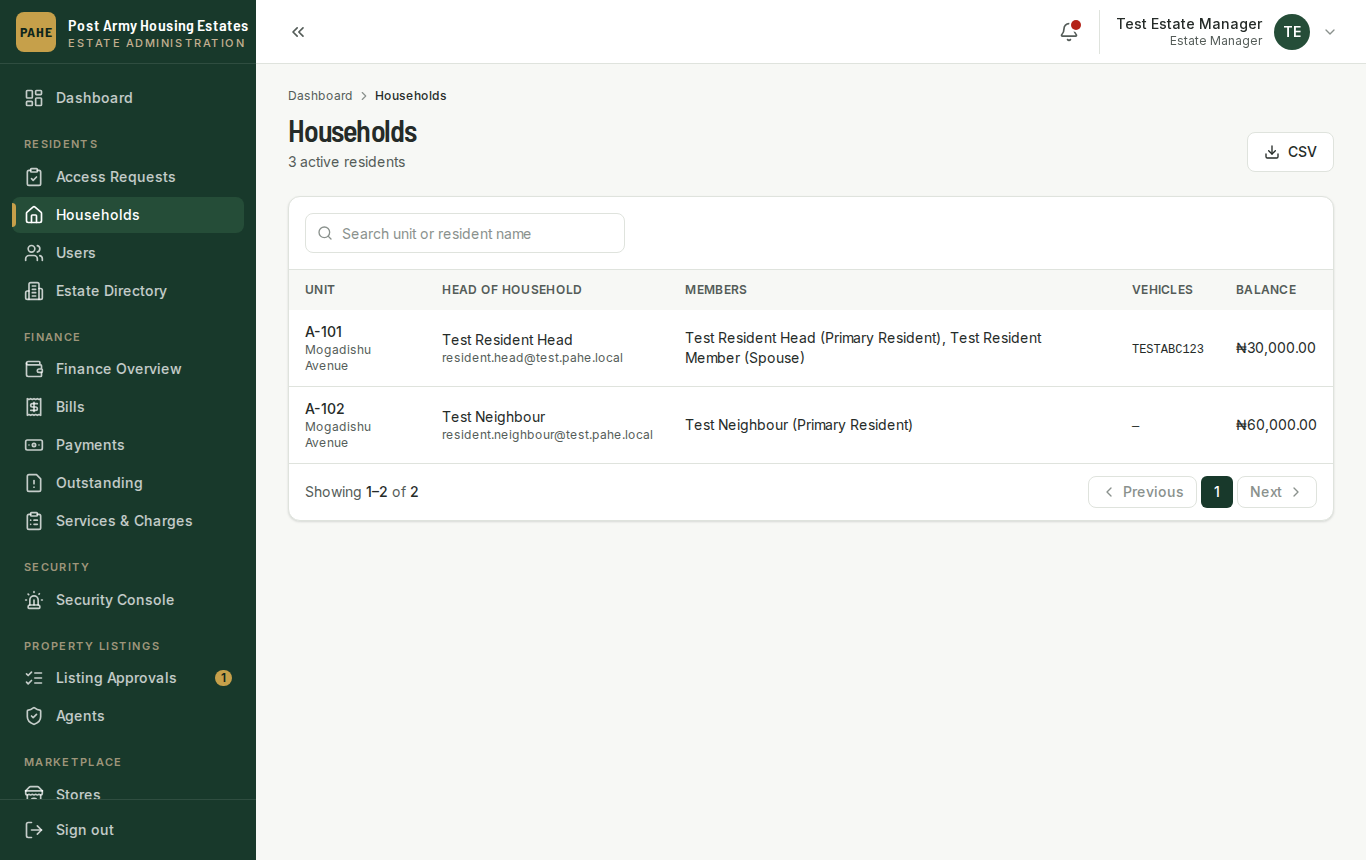 PAHE
Post Army Housing Estates
ESTATE ADMINISTRATION
Dashboard
RESIDENTS
Access Requests
Households
Users
Estate Directory
FINANCE
Finance Overview
Bills
Payments
Outstanding
Services & Charges
SECURITY
Security Console
PROPERTY LISTINGS
Listing Approvals 1
Agents
MARKETPLACE
Stores
Sign out
Test Estate Manager
Estate Manager
TE
Dashboard > Households
Households
3 active residents
CSV
Search unit or resident name
UNIT HEAD OF HOUSEHOLD MEMBERS VEHICLES BALANCE
A-101
Mogadishu
Avenue
Test Resident Head
resident.head@test.pahe.local
Test Resident Head (Primary Resident), Test Resident
Member (Spouse)
TESTABC123
₦30,000.00
A-102
Mogadishu
Avenue
Test Neighbour
resident.neighbour@test.pahe.local
Test Neighbour (Primary Resident)
–
₦60,000.00
Showing 1–2 of 2
Previous 1 Next